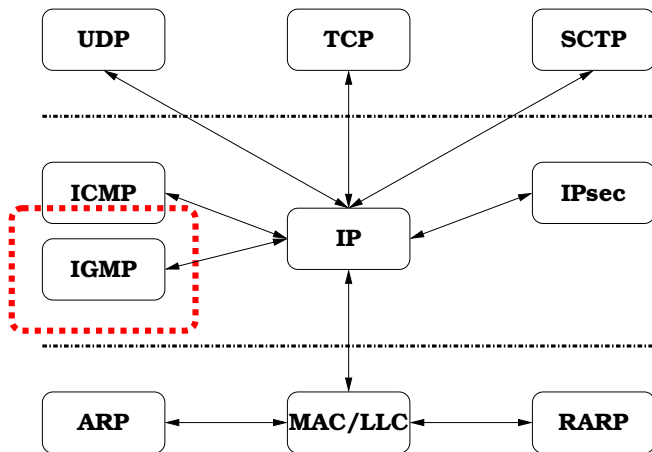 UDP TCP SCTP
ICMP IPsec
IP
IGMP
ARP MAC/LLC RARP